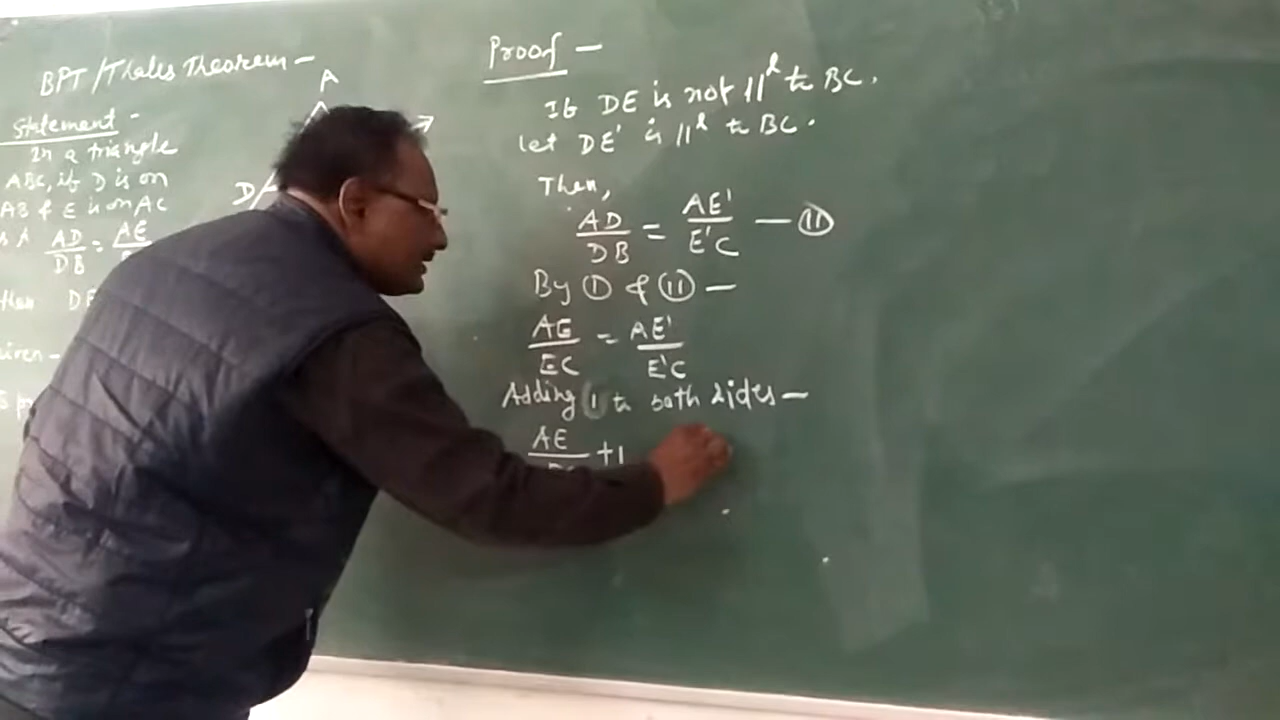 BPT/Thales Theorem —
Statement -
In a triangle
ABC, if D is on
AB & E is on AC
AD/DB = AE/
then DE
A
D
Proof —
If DE is not ||l to BC.
let DE' is ||l to BC.
Then,
AD/DB = AE'/E'C — (II)
By (I) & (II) —
AE/EC = AE'/E'C
Adding 1 to both sides —
AE/ +1